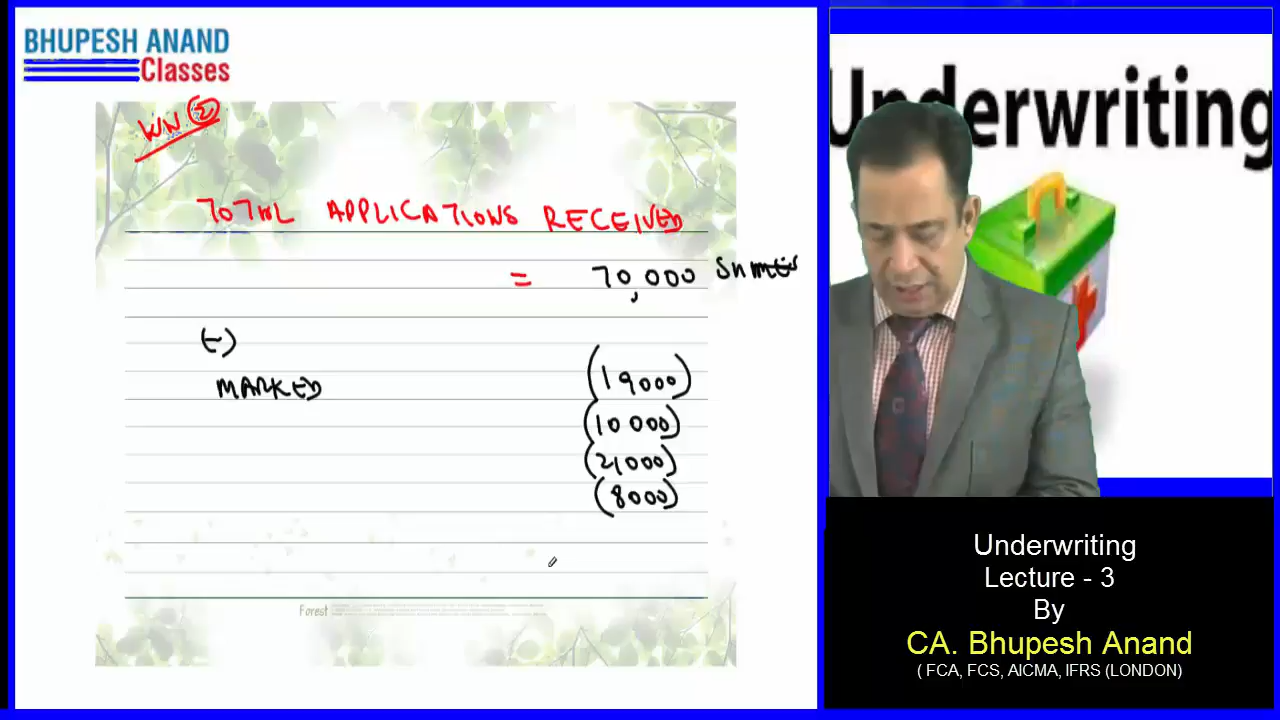 BHUPESH ANAND
Classes
WN 2
TOTAL APPLICATIONS RECEIVED
= 70,000 SHARES
(-)
MARKED (19000)
(10000)
(21000)
(8000)
Forest
Underwriting
Underwriting
Lecture - 3
By
CA. Bhupesh Anand
( FCA, FCS, AICMA, IFRS (LONDON)